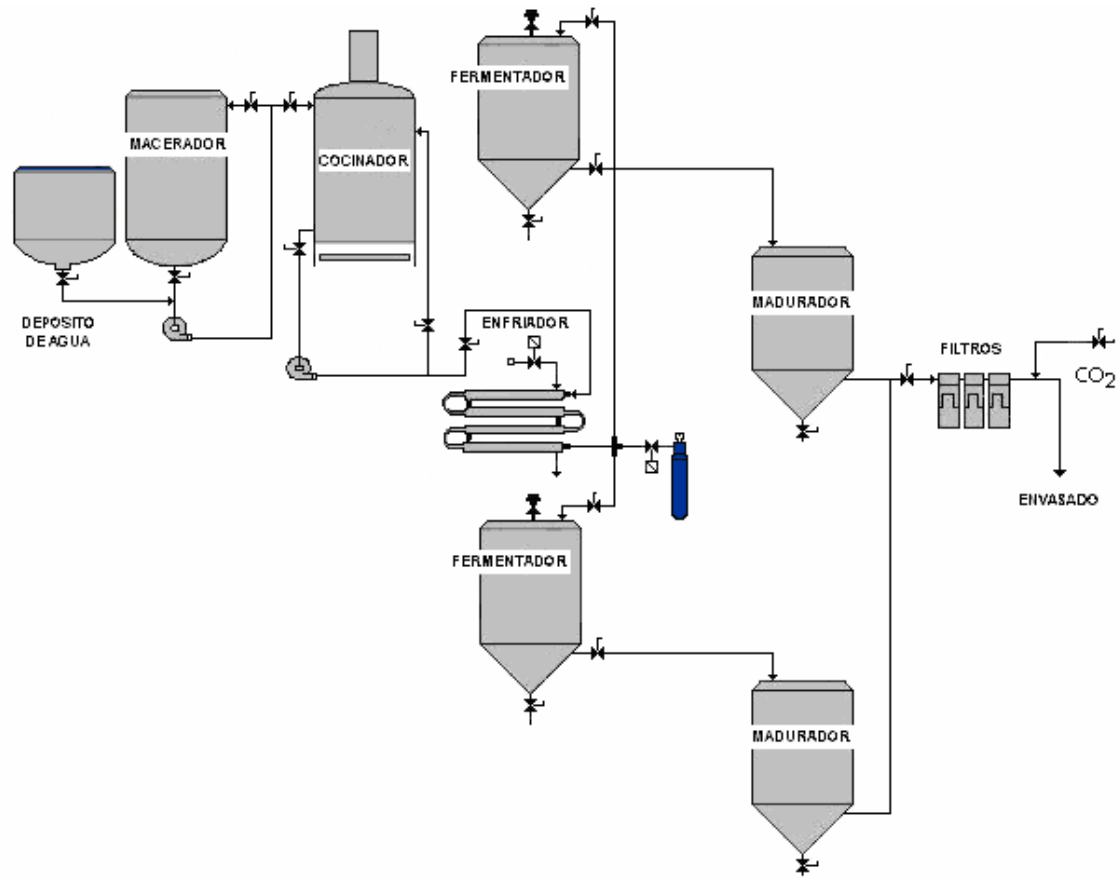 FERMENTADOR
MACERADOR
COCINADOR
DEPOSITO
DE AGUA
ENFRIADOR
MADURADOR
FILTROS
CO2
ENVASADO
FERMENTADOR
MADURADOR